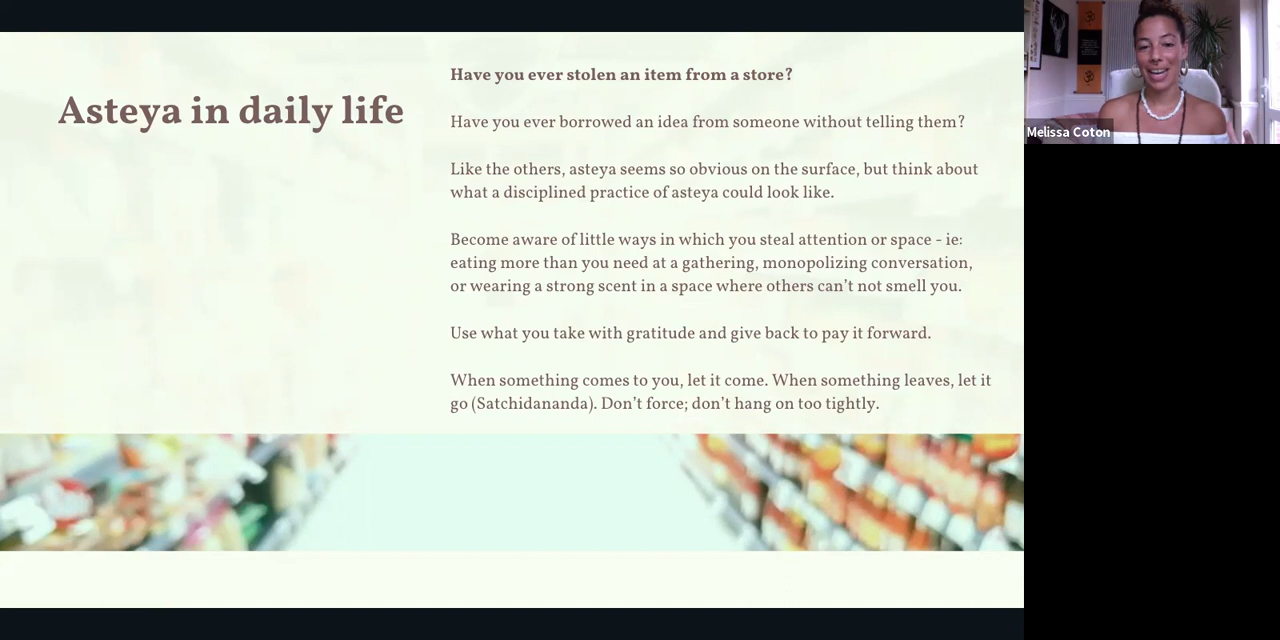 Asteya in daily life
Have you ever stolen an item from a store?
Have you ever borrowed an idea from someone without telling them?
Like the others, asteya seems so obvious on the surface, but think about
what a disciplined practice of asteya could look like.
Become aware of little ways in which you steal attention or space - ie:
eating more than you need at a gathering, monopolizing conversation,
or wearing a strong scent in a space where others can’t not smell you.
Use what you take with gratitude and give back to pay it forward.
When something comes to you, let it come. When something leaves, let it
go (Satchidananda). Don’t force; don’t hang on too tightly.
Melissa Coton